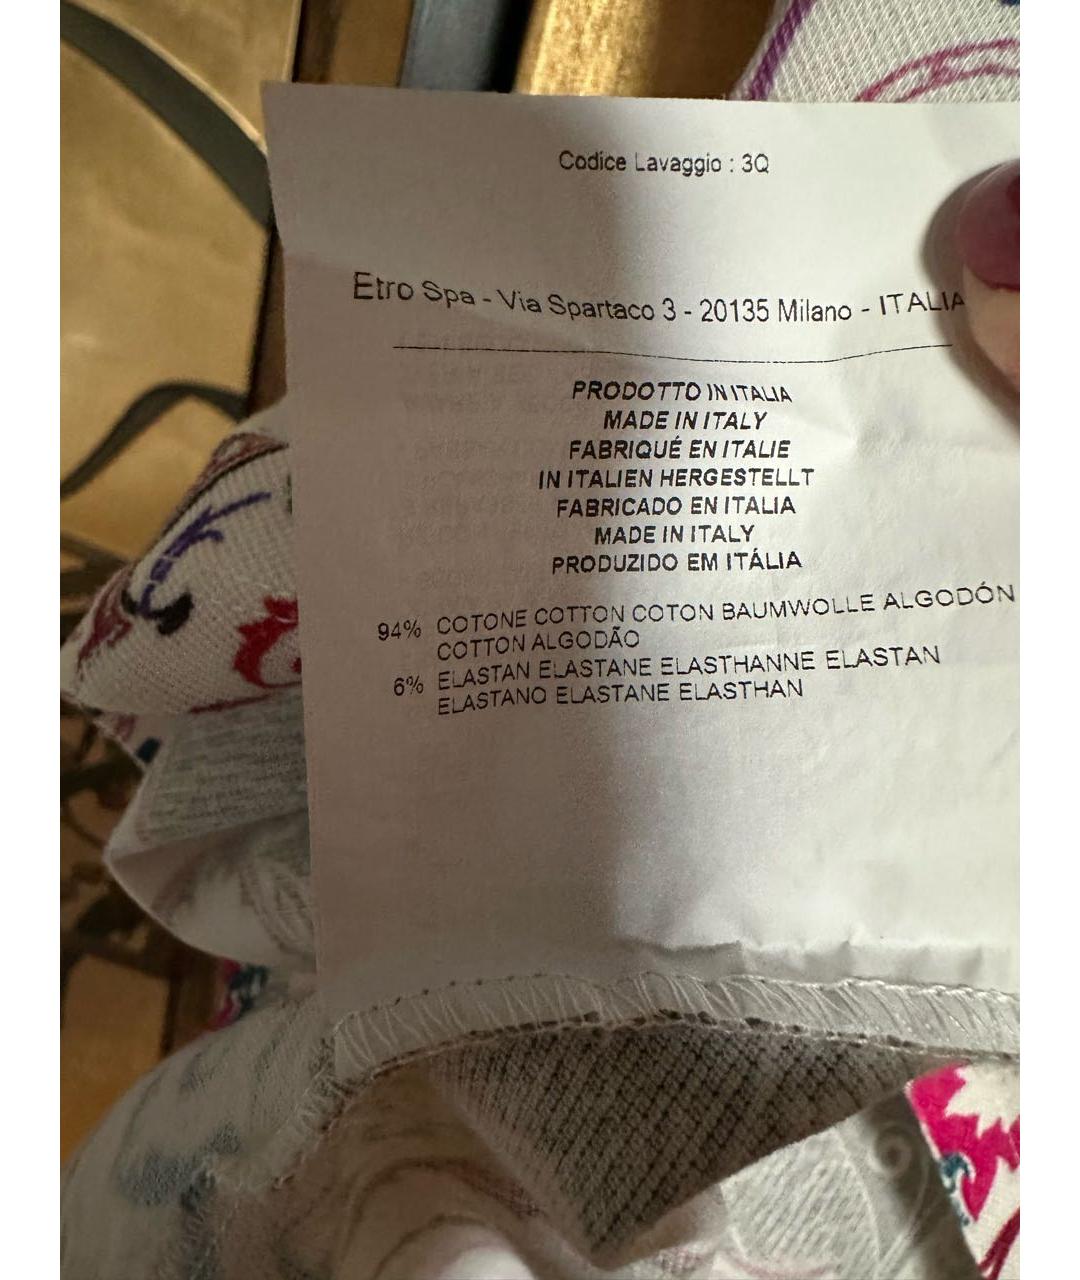 Codice Lavaggio : 3Q
Etro Spa - Via Spartaco 3 - 20135 Milano - ITALIA
PRODOTTO IN ITALIA
MADE IN ITALY
FABRIQUÉ EN ITALIE
IN ITALIEN HERGESTELLT
FABRICADO EN ITALIA
MADE IN ITALY
PRODUZIDO EM ITÁLIA
94% COTONE COTTON COTON BAUMWOLLE ALGODÓN
COTTON ALGODÃO
6% ELASTAN ELASTANE ELASTHANNE ELASTAN
ELASTANO ELASTANE ELASTHAN